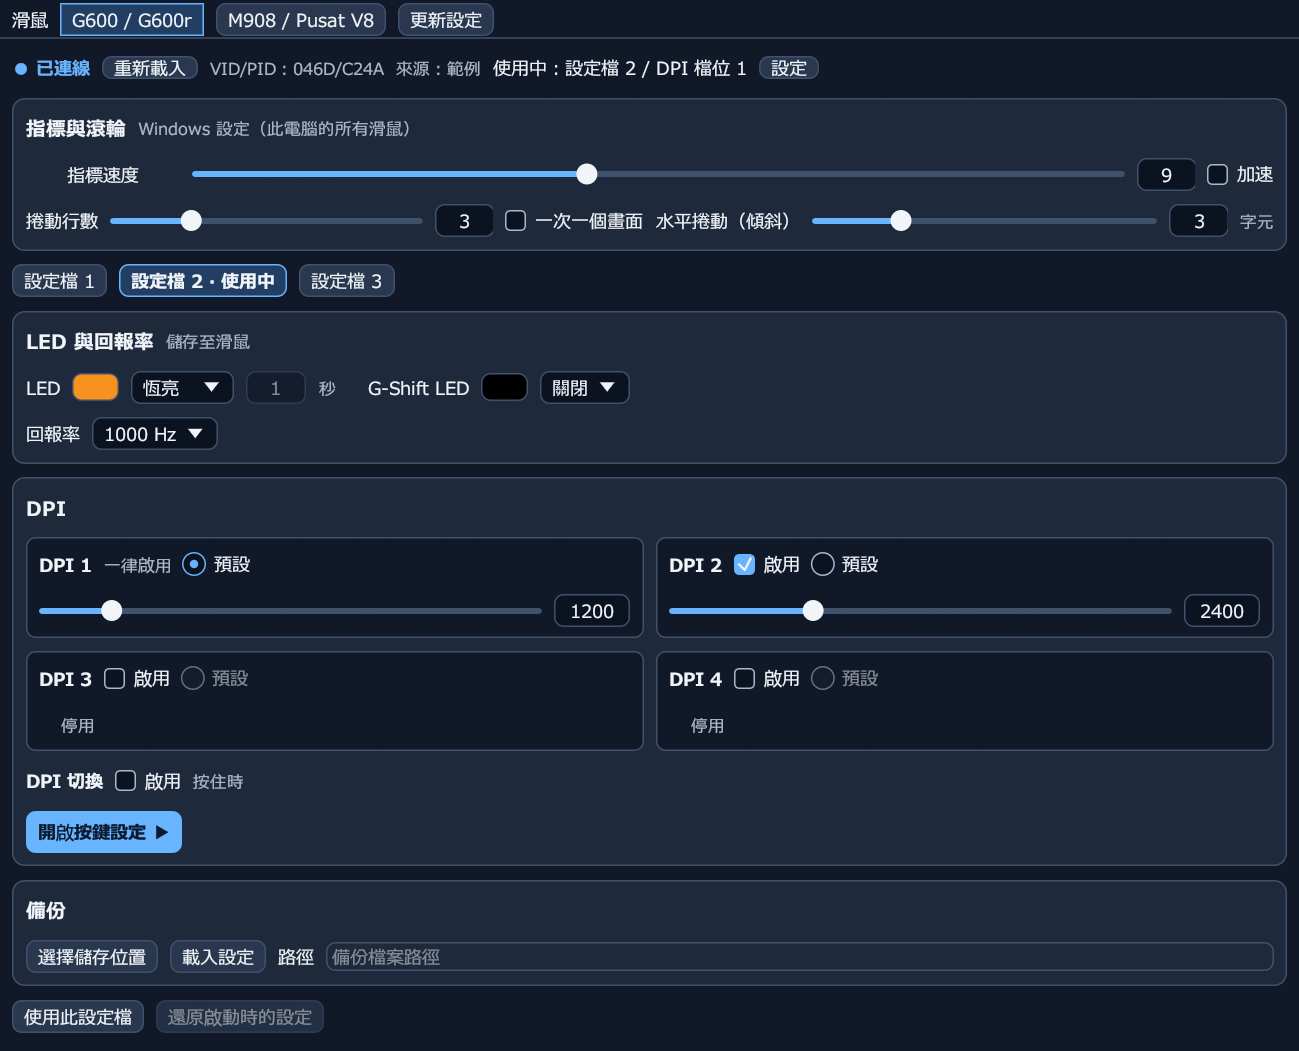 滑鼠 G600 / G600r M908 / Pusat V8 更新設定
已連線 重新載入 VID/PID：046D/C24A 來源：範例 使用中：設定檔 2 / DPI 檔位 1 設定
指標與滾輪 Windows 設定（此電腦的所有滑鼠）
指標速度 9 加速
捲動行數 3 一次一個畫面 水平捲動（傾斜） 3 字元
設定檔 1 設定檔 2 · 使用中 設定檔 3
LED 與回報率 儲存至滑鼠
LED 恆亮 1 秒 G-Shift LED 關閉
回報率 1000 Hz
DPI
DPI 1 一律啟用 預設
1200
DPI 2 啟用 預設
2400
DPI 3 啟用 預設
停用
DPI 4 啟用 預設
停用
DPI 切換 啟用 按住時
開啟按鍵設定 ▶
備份
選擇儲存位置 載入設定 路徑 備份檔案路徑
使用此設定檔 還原啟動時的設定